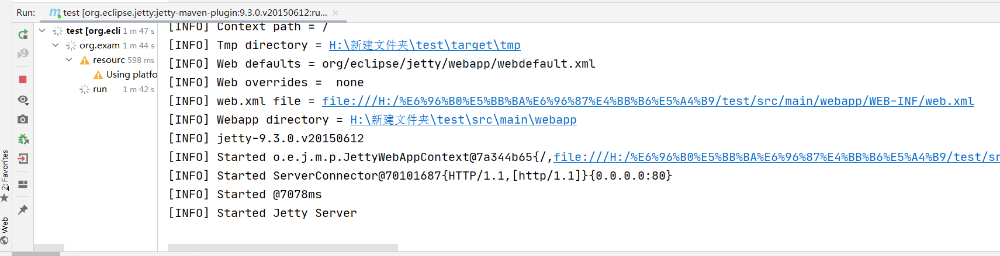 Run: test [org.eclipse.jetty:jetty-maven-plugin:9.3.0.v20150612:ru...
test [org.ecli 1 m 47 s
org.exam 1 m 44 s
resourc 598 ms
Using platfo
run 1 m 42 s
[INFO] Context path = /
[INFO] Tmp directory = H:\新建文件夹\test\target\tmp
[INFO] Web defaults = org/eclipse/jetty/webapp/webdefault.xml
[INFO] Web overrides =  none
[INFO] web.xml file = file:///H:/%E6%96%B0%E5%BB%BA%E6%96%87%E4%BB%B6%E5%A4%B9/test/src/main/webapp/WEB-INF/web.xml
[INFO] Webapp directory = H:\新建文件夹\test\src\main\webapp
[INFO] jetty-9.3.0.v20150612
[INFO] Started o.e.j.m.p.JettyWebAppContext@7a344b65{/,file:///H:/%E6%96%B0%E5%BB%BA%E6%96%87%E4%BB%B6%E5%A4%B9/test/sr
[INFO] Started ServerConnector@70101687{HTTP/1.1,[http/1.1]}{0.0.0.0:80}
[INFO] Started @7078ms
[INFO] Started Jetty Server
2: Favorites
Web